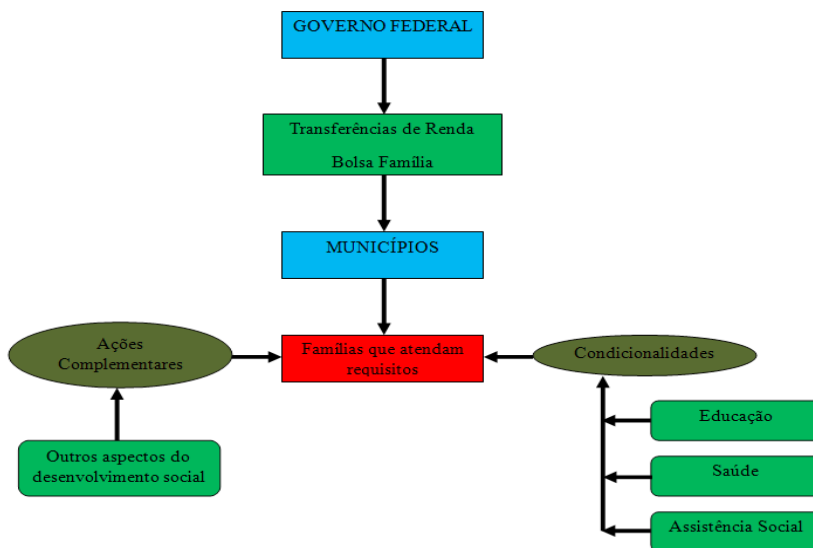 GOVERNO FEDERAL
Transferências de Renda
Bolsa Família
MUNICÍPIOS
Ações
Complementares
Famílias que atendam
requisitos
Condicionalidades
Outros aspectos do
desenvolvimento social
Educação
Saúde
Assistência Social